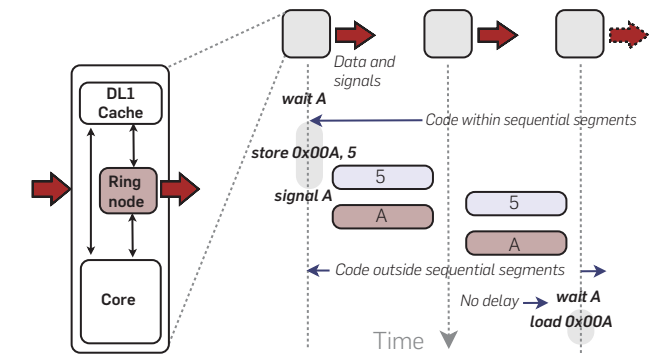 DL1
Cache
Ring
node
Core
Data and
signals
wait A
Code within sequential segments
store 0x00A, 5
5
signal A
A
5
A
Code outside sequential segments
No delay
wait A
load 0x00A
Time